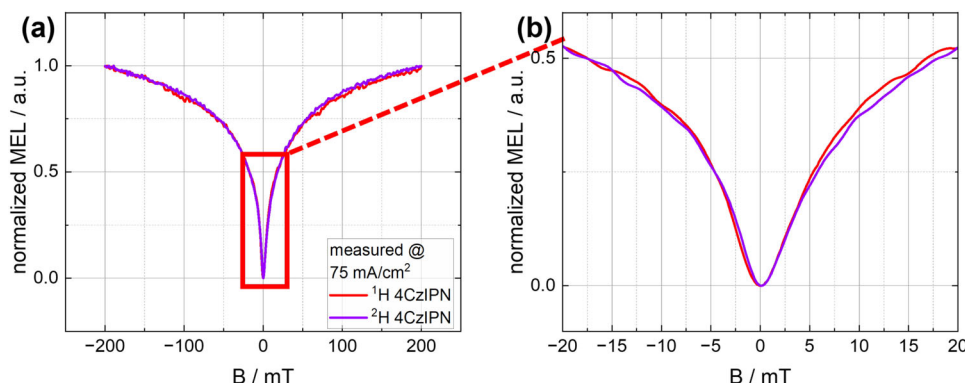 (a)
normalized MEL / a.u.
1.0
0.5
0.0
measured @
75 mA/cm²
¹H 4CzIPN
²H 4CzIPN
−200 −100 0 100 200
B / mT
(b)
normalized MEL / a.u.
0.5
0.0
−20 −15 −10 −5 0 5 10 15 20
B / mT